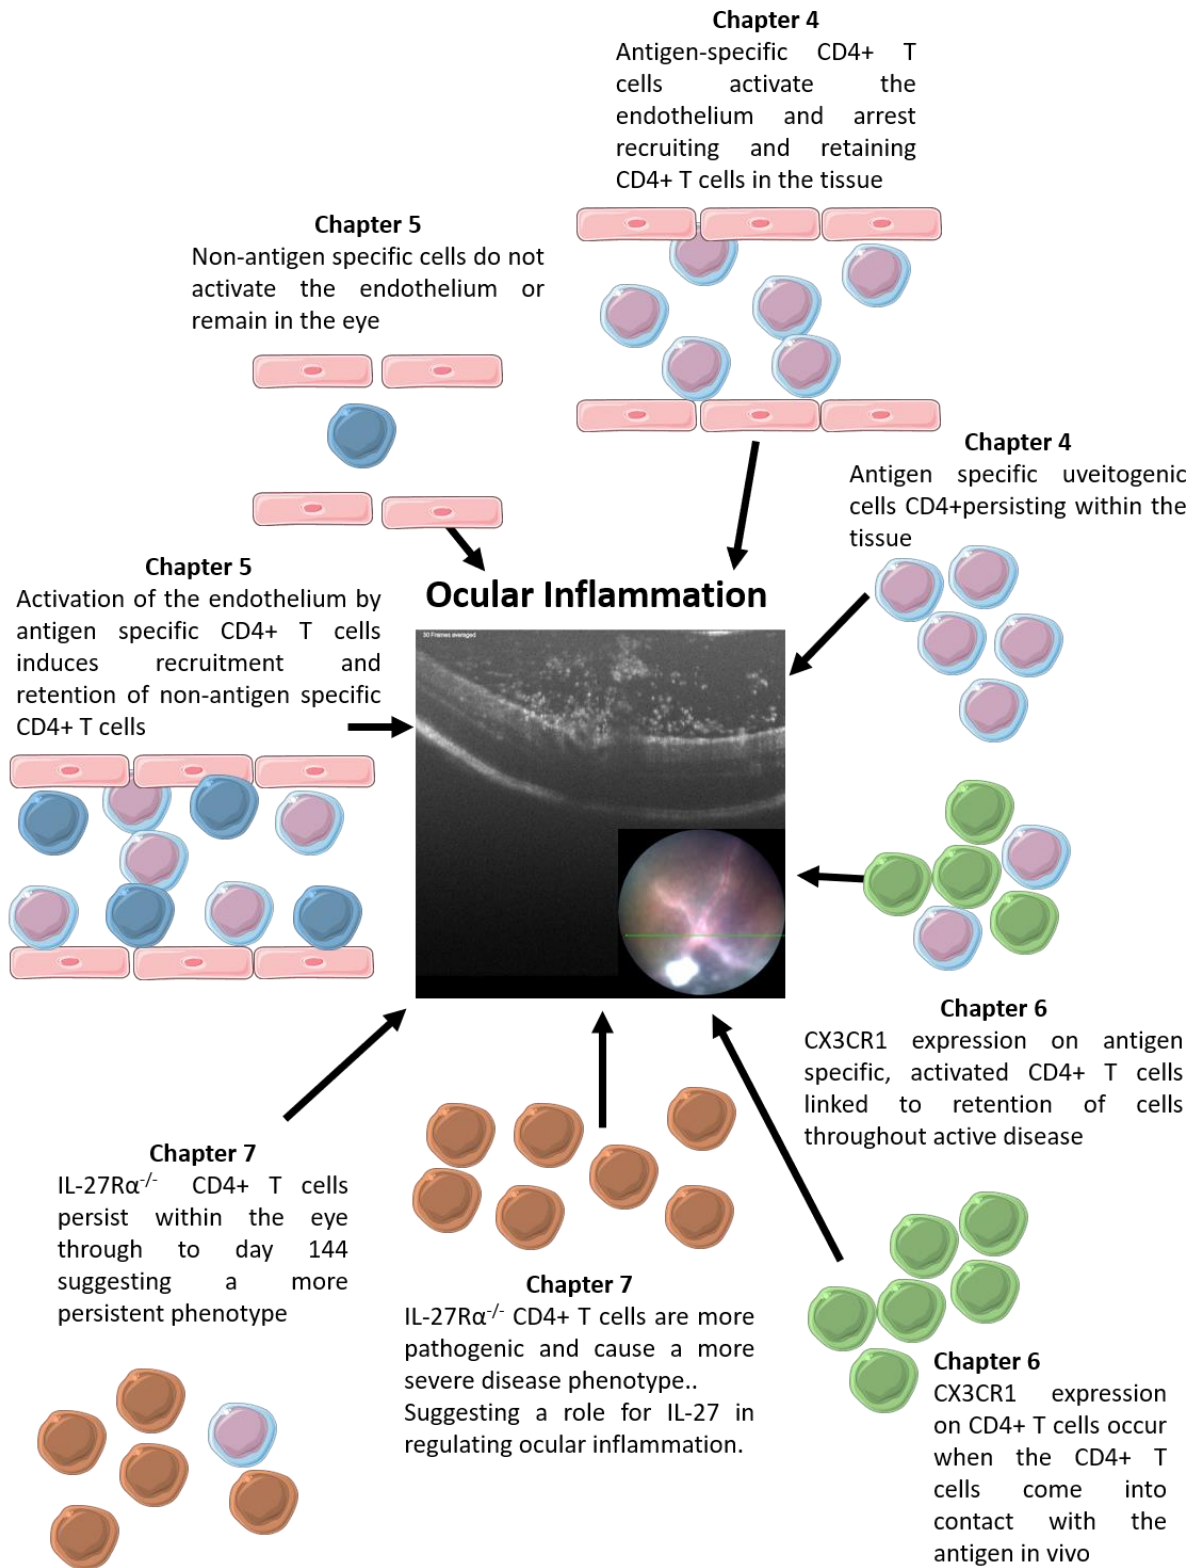 Chapter 4
Antigen-specific CD4+ T
cells activate the
endothelium and arrest
recruiting and retaining
CD4+ T cells in the tissue
Chapter 5
Non-antigen specific cells do not
activate the endothelium or
remain in the eye
Chapter 4
Antigen specific uveitogenic
cells CD4+persisting within the
tissue
Chapter 5
Activation of the endothelium by
antigen specific CD4+ T cells
induces recruitment and
retention of non-antigen specific
CD4+ T cells
Ocular Inflammation
30 Frames averaged
Chapter 6
CX3CR1 expression on antigen
specific, activated CD4+ T cells
linked to retention of cells
throughout active disease
Chapter 7
IL-27Rα⁻/⁻ CD4+ T cells
persist within the eye
through to day 144
suggesting a more
persistent phenotype
Chapter 7
IL-27Rα⁻/⁻ CD4+ T cells are more
pathogenic and cause a more
severe disease phenotype..
Suggesting a role for IL-27 in
regulating ocular inflammation.
Chapter 6
CX3CR1 expression
on CD4+ T cells occur
when the CD4+ T
cells come into
contact with the
antigen in vivo